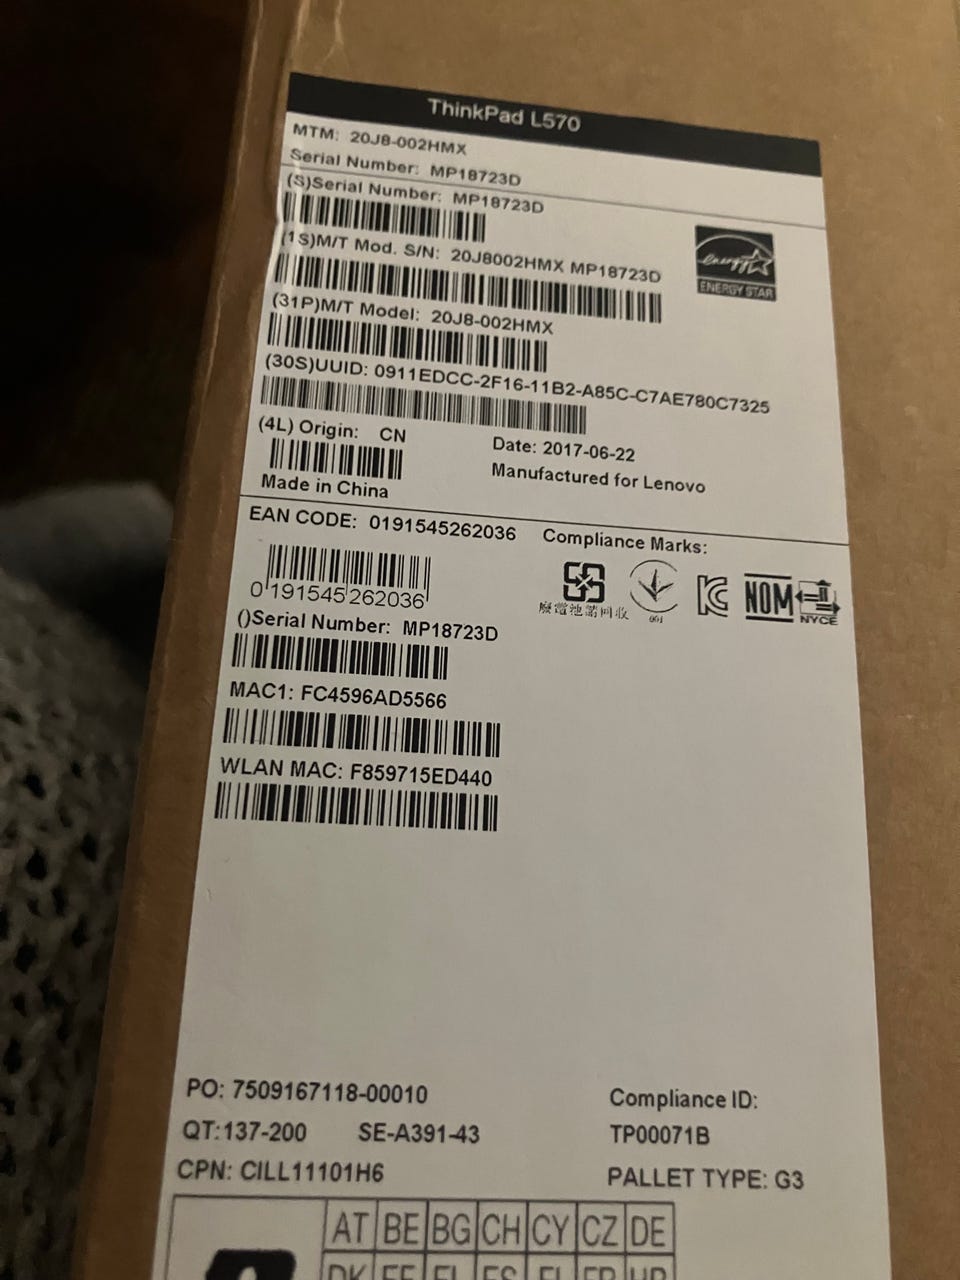 ThinkPad L570
MTM: 20J8-002HMX
Serial Number: MP18723D
(S)Serial Number: MP18723D
(1S)M/T Mod. S/N: 20J8002HMX MP18723D
energy
ENERGY STAR
(31P)M/T Model: 20J8-002HMX
(30S)UUID: 0911EDCC-2F16-11B2-A85C-C7AE780C7325
(4L) Origin: CN
Date: 2017-06-22
Made in China
Manufactured for Lenovo
EAN CODE: 0191545262036
Compliance Marks:
0 191545 262036
廢電池請回收
NOM
NYCE
()Serial Number: MP18723D
MAC1: FC4596AD5566
WLAN MAC: F859715ED440
PO: 7509167118-00010
Compliance ID:
QT:137-200 SE-A391-43
TP00071B
CPN: CILL11101H6
PALLET TYPE: G3
AT BE BG CH CY CZ DE